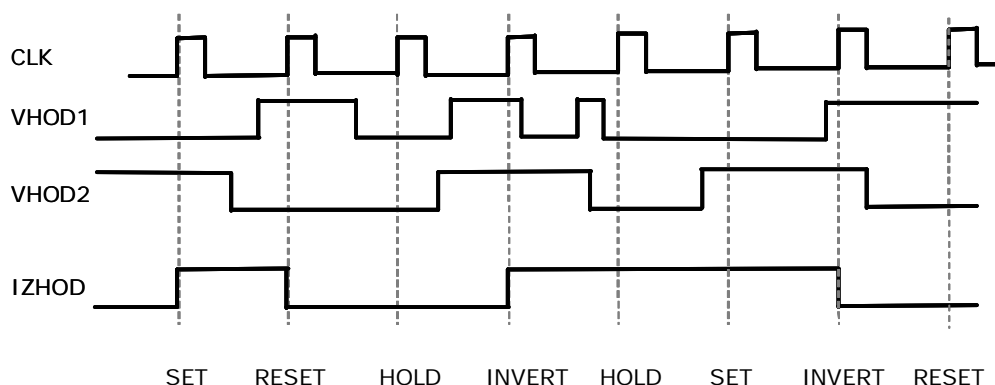 CLK
VHOD1
VHOD2
IZHOD
SET RESET HOLD INVERT HOLD SET INVERT RESET